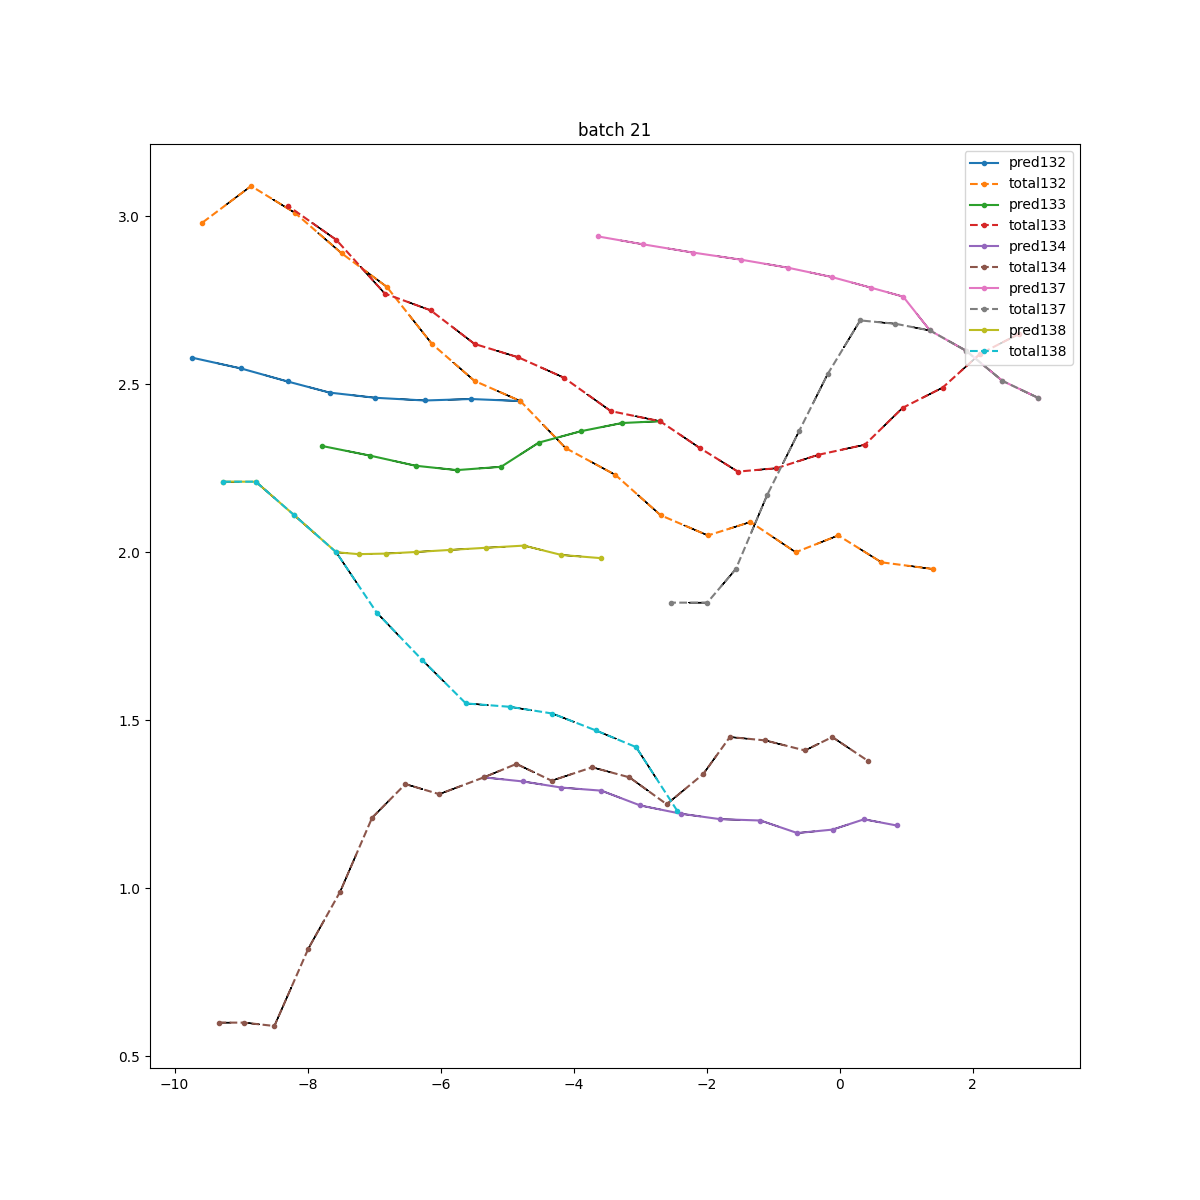 batch 21
pred132
total132
pred133
total133
pred134
total134
pred137
total137
pred138
total138
3.0
2.5
2.0
1.5
1.0
0.5
−10 −8 −6 −4 −2 0 2